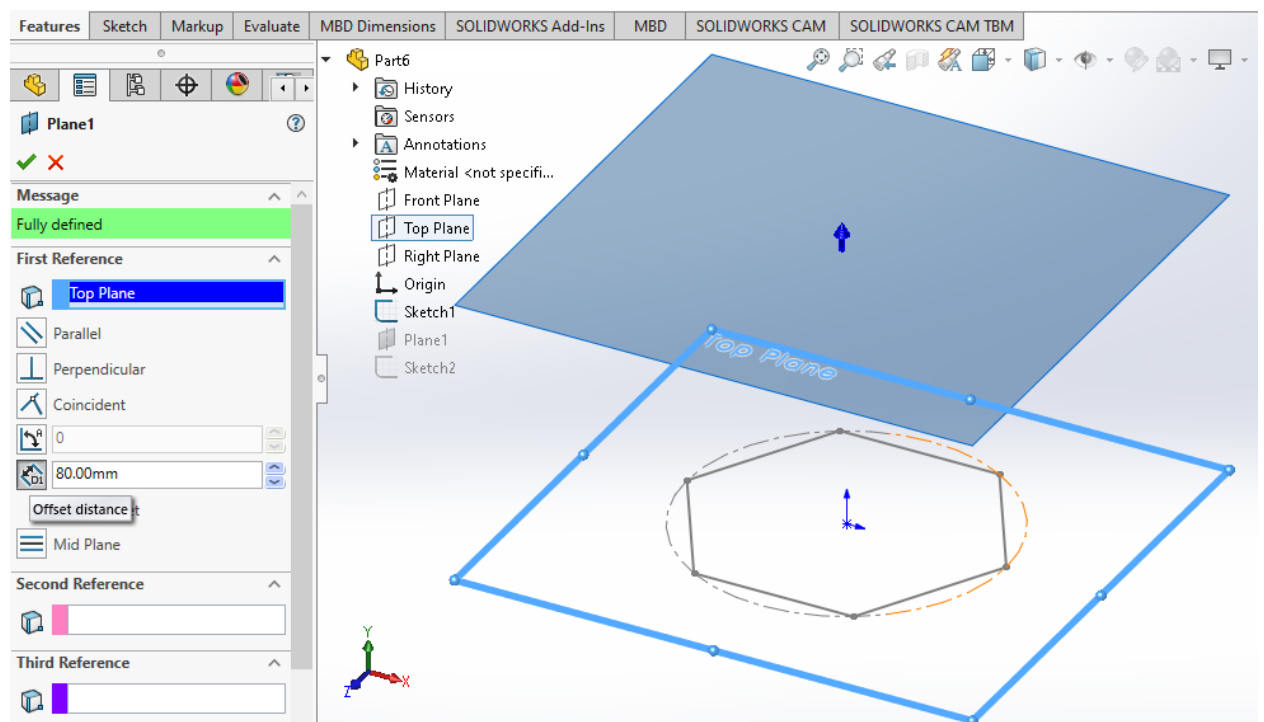 Features Sketch Markup Evaluate MBD Dimensions SOLIDWORKS Add-Ins MBD SOLIDWORKS CAM SOLIDWORKS CAM TBM
Plane1
Message
Fully defined
First Reference
Top Plane
Parallel
Perpendicular
Coincident
0
D1 80.00mm
Offset distance
Mid Plane
Second Reference
Third Reference
Part6
History
Sensors
A Annotations
Material <not specifi...
Front Plane
Top Plane
Right Plane
Origin
Sketch1
Plane1
Sketch2
Top Plane
Y
X
Z